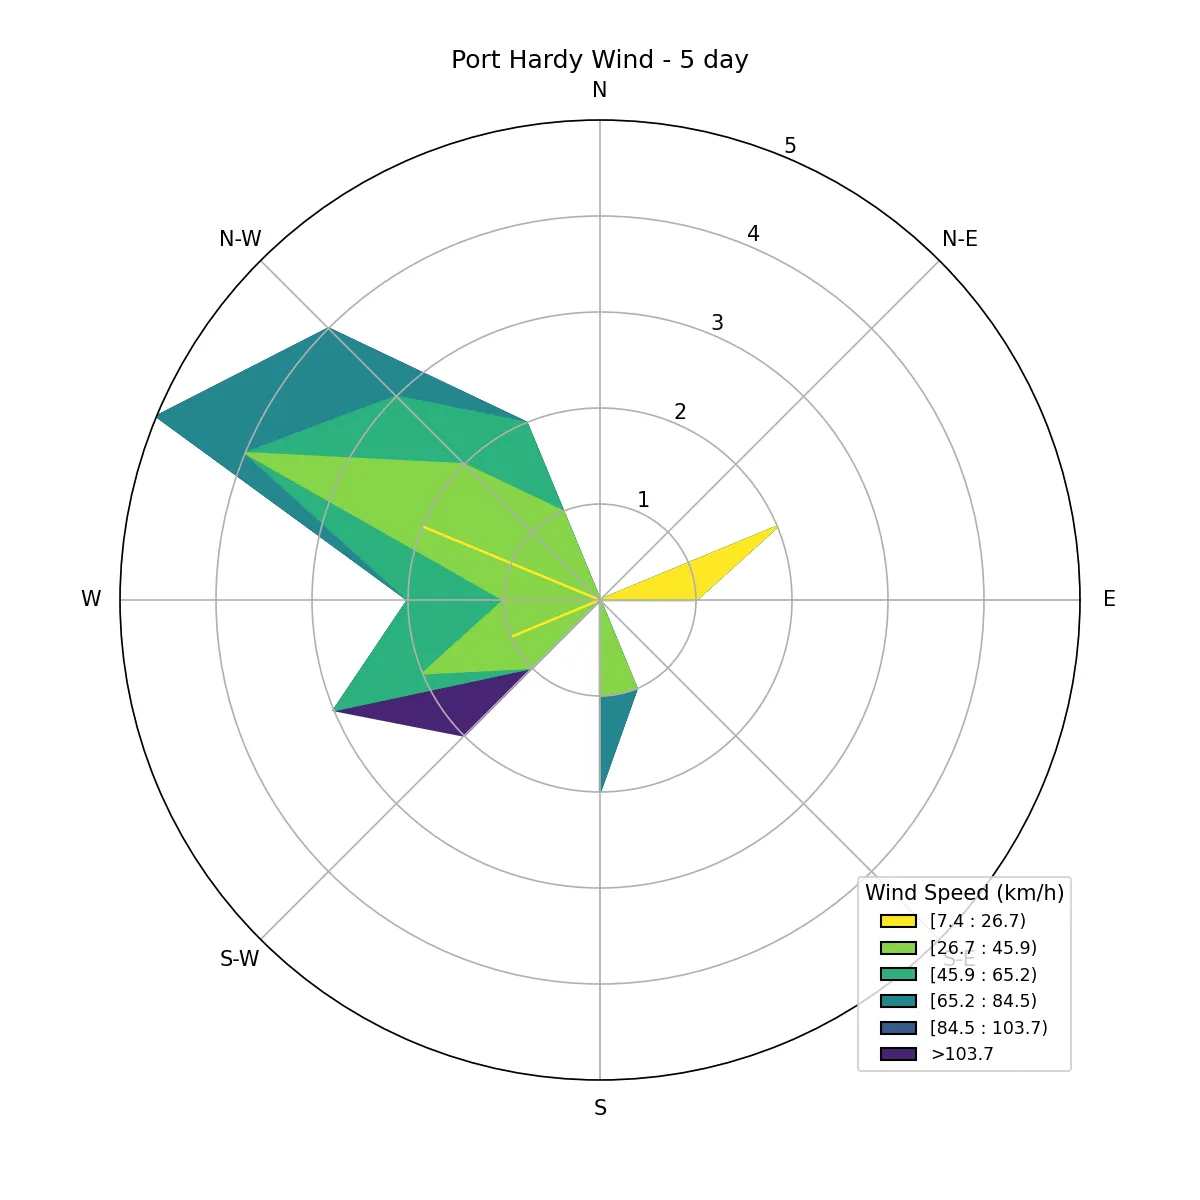 Port Hardy Wind - 5 day
N
5
N-W
4
N-E
3
2
1
W
E
S-W
S-E
S
Wind Speed (km/h)
[7.4 : 26.7)
[26.7 : 45.9)
[45.9 : 65.2)
[65.2 : 84.5)
[84.5 : 103.7)
>103.7